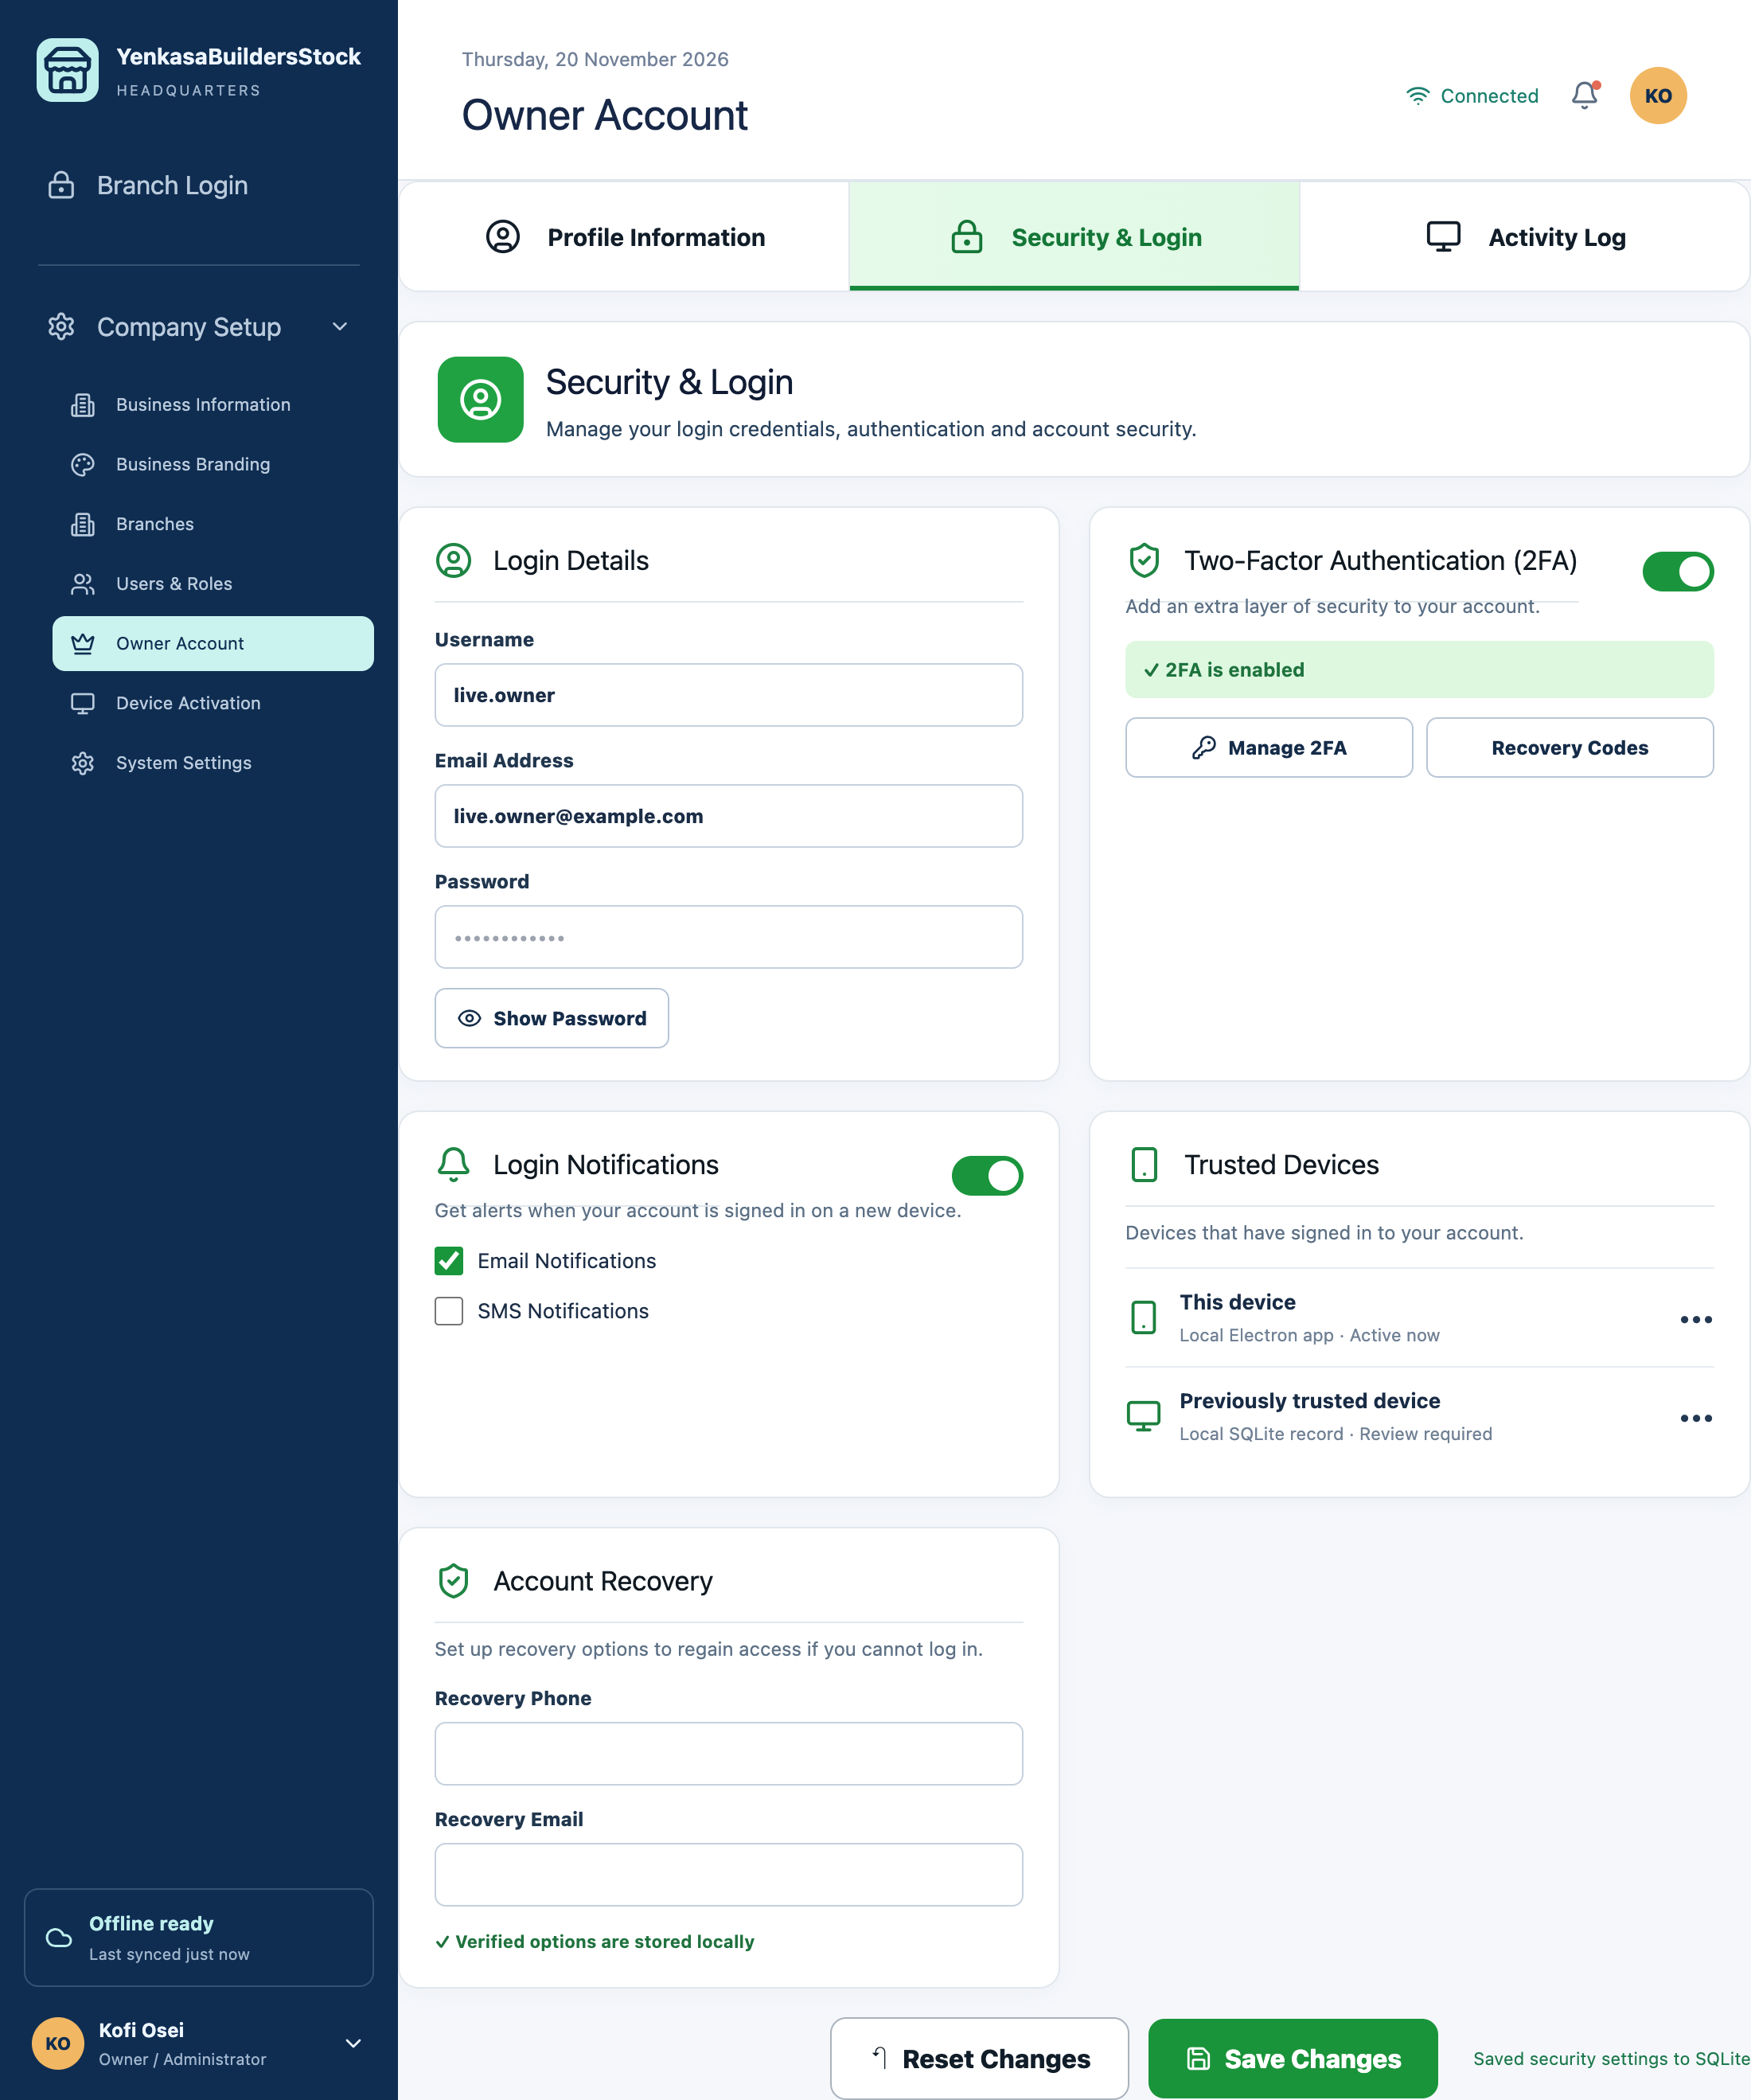 YenkasaBuildersStock
HEADQUARTERS
Branch Login
Company Setup
Business Information
Business Branding
Branches
Users & Roles
Owner Account
Device Activation
System Settings
Offline ready
Last synced just now
KO
Kofi Osei
Owner / Administrator
Thursday, 20 November 2026
Owner Account
Connected
KO
Profile Information
Security & Login
Activity Log
Security & Login
Manage your login credentials, authentication and account security.
Login Details
Username
live.owner
Email Address
live.owner@example.com
Password
••••••••••••
Show Password
Two-Factor Authentication (2FA)
Add an extra layer of security to your account.
✓ 2FA is enabled
Manage 2FA
Recovery Codes
Login Notifications
Get alerts when your account is signed in on a new device.
Email Notifications
SMS Notifications
Trusted Devices
Devices that have signed in to your account.
This device
Local Electron app · Active now
•••
Previously trusted device
Local SQLite record · Review required
•••
Account Recovery
Set up recovery options to regain access if you cannot log in.
Recovery Phone
Recovery Email
✓ Verified options are stored locally
Reset Changes
Save Changes
Saved security settings to SQLite